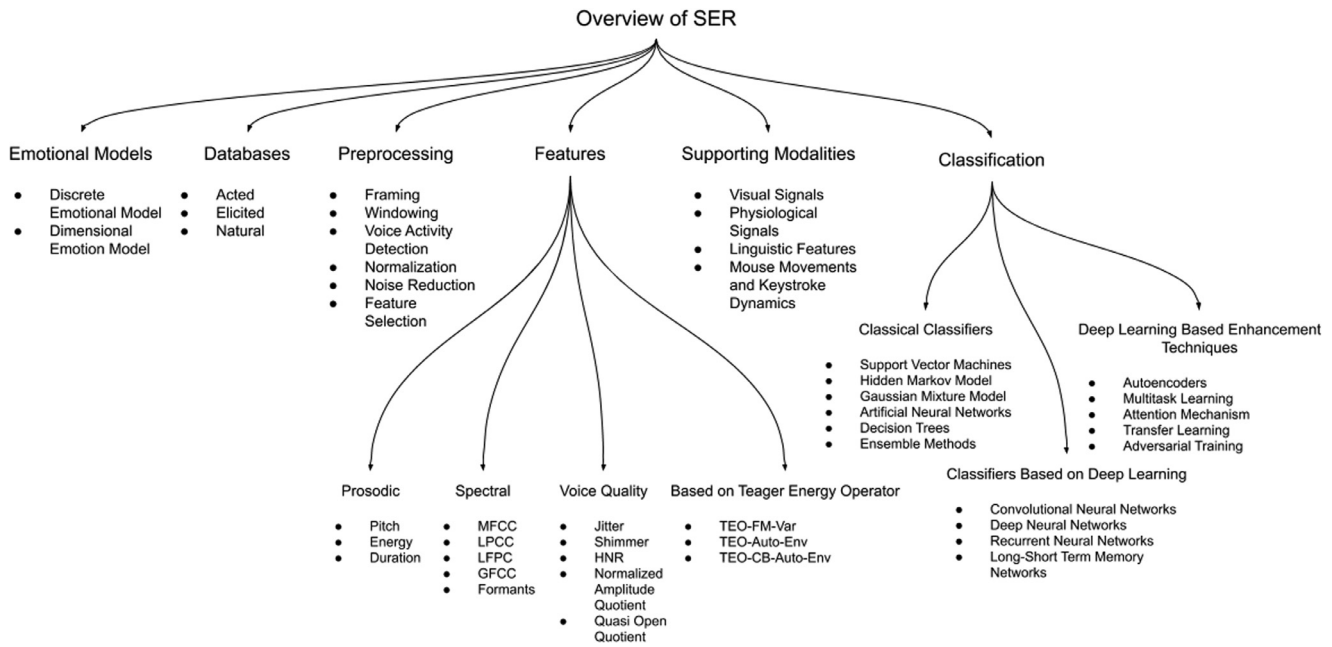 Overview of SER
Emotional Models
● Discrete
Emotional Model
● Dimensional
Emotion Model
Databases
● Acted
● Elicited
● Natural
Preprocessing
● Framing
● Windowing
● Voice Activity
Detection
● Normalization
● Noise Reduction
● Feature
Selection
Features
Supporting Modalities
● Visual Signals
● Physiological
Signals
● Linguistic Features
● Mouse Movements
and Keystroke
Dynamics
Classification
Prosodic
● Pitch
● Energy
● Duration
Spectral
● MFCC
● LPCC
● LFPC
● GFCC
● Formants
Voice Quality
● Jitter
● Shimmer
● HNR
● Normalized
Amplitude
Quotient
● Quasi Open
Quotient
Based on Teager Energy Operator
● TEO-FM-Var
● TEO-Auto-Env
● TEO-CB-Auto-Env
Classical Classifiers
● Support Vector Machines
● Hidden Markov Model
● Gaussian Mixture Model
● Artificial Neural Networks
● Decision Trees
● Ensemble Methods
Classifiers Based on Deep Learning
● Convolutional Neural Networks
● Deep Neural Networks
● Recurrent Neural Networks
● Long-Short Term Memory
Networks
Deep Learning Based Enhancement
Techniques
● Autoencoders
● Multitask Learning
● Attention Mechanism
● Transfer Learning
● Adversarial Training